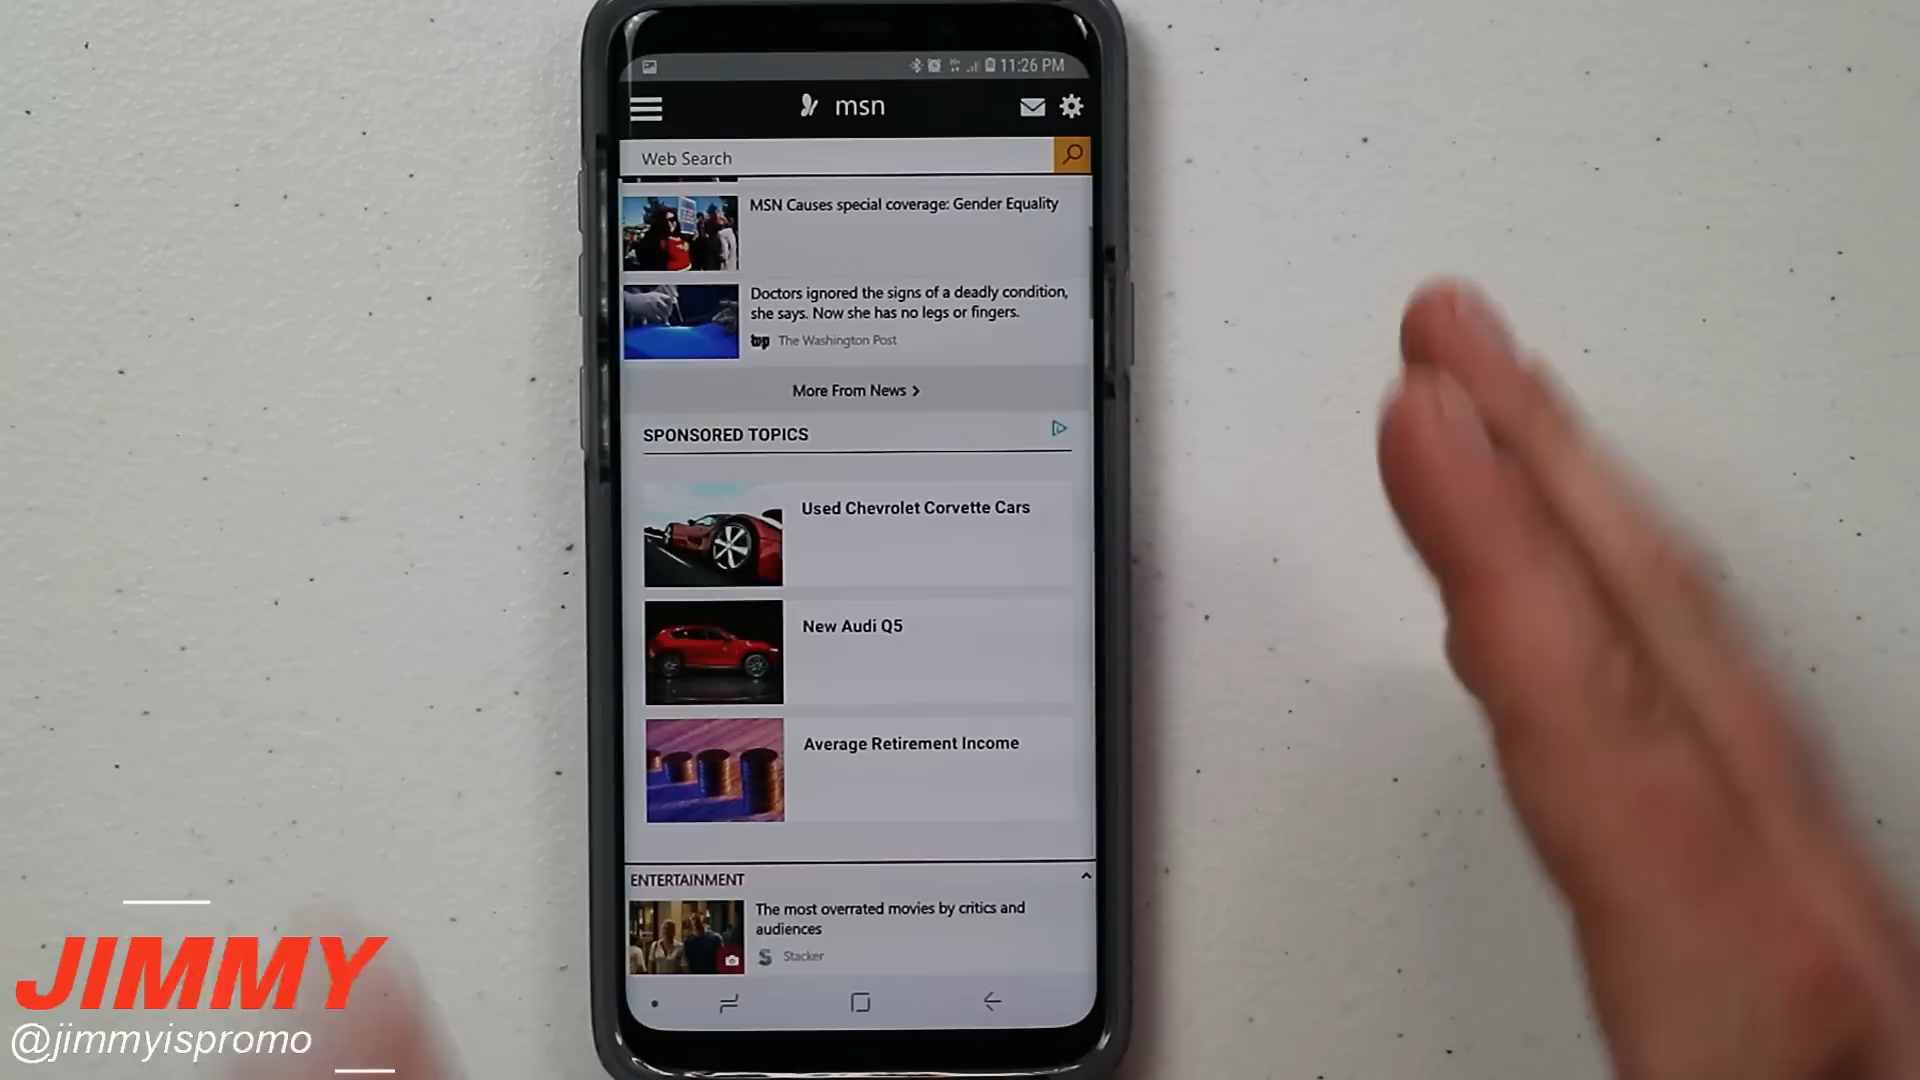 11:26 PM
msn
Web Search
MSN Causes special coverage: Gender Equality
Doctors ignored the signs of a deadly condition,
she says. Now she has no legs or fingers.
wp The Washington Post
More From News >
SPONSORED TOPICS
Used Chevrolet Corvette Cars
New Audi Q5
Average Retirement Income
ENTERTAINMENT
The most overrated movies by critics and
audiences
S Stacker
JIMMY
@jimmyispromo